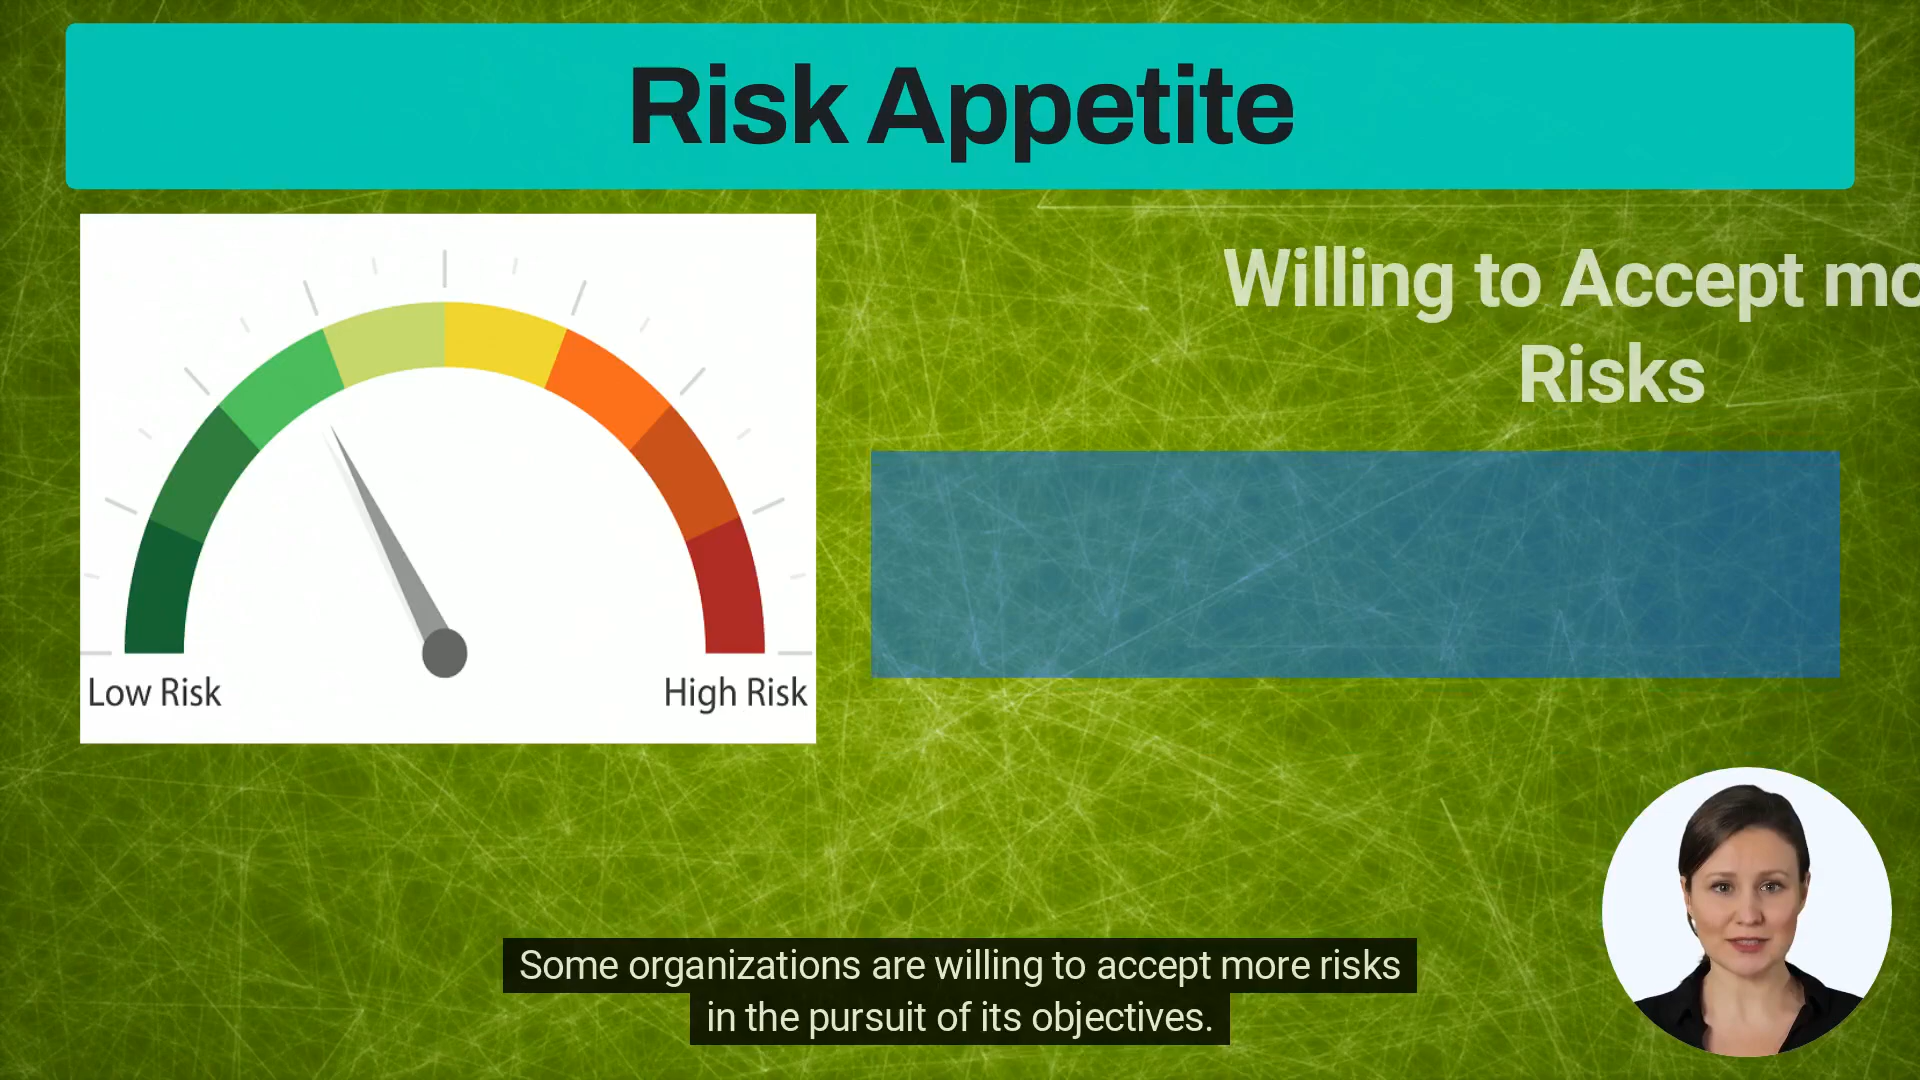 Risk Appetite
Willing to Accept mo
Risks
Low Risk
High Risk
Some organizations are willing to accept more risks
in the pursuit of its objectives.